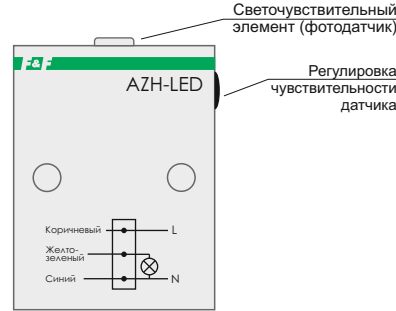 Светочувствительный
элемент (фотодатчик)
F&F
AZH-LED
Регулировка
чувствительности
датчика
Коричневый
L
Желто-
зеленый
Синий
N